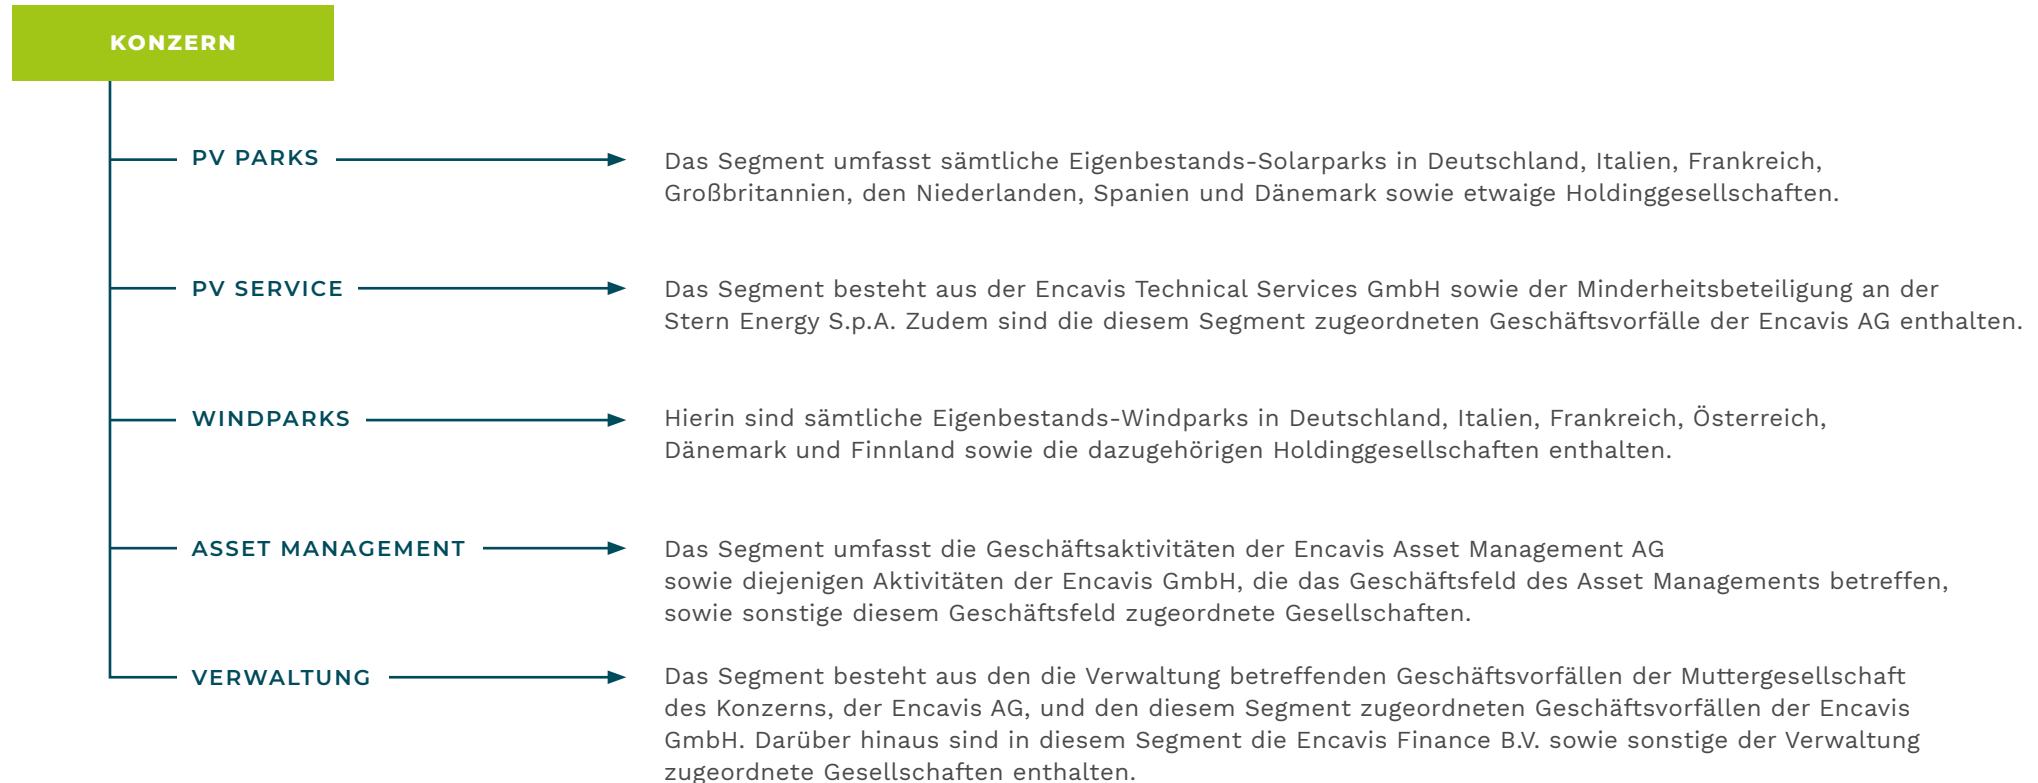 KONZERN
PV PARKS
Das Segment umfasst sämtliche Eigenbestands-Solarparks in Deutschland, Italien, Frankreich,
Großbritannien, den Niederlanden, Spanien und Dänemark sowie etwaige Holdinggesellschaften.
PV SERVICE
Das Segment besteht aus der Encavis Technical Services GmbH sowie der Minderheitsbeteiligung an der
Stern Energy S.p.A. Zudem sind die diesem Segment zugeordneten Geschäftsvorfälle der Encavis AG enthalten.
WINDPARKS
Hierin sind sämtliche Eigenbestands-Windparks in Deutschland, Italien, Frankreich, Österreich,
Dänemark und Finnland sowie die dazugehörigen Holdinggesellschaften enthalten.
ASSET MANAGEMENT
Das Segment umfasst die Geschäftsaktivitäten der Encavis Asset Management AG
sowie diejenigen Aktivitäten der Encavis GmbH, die das Geschäftsfeld des Asset Managements betreffen,
sowie sonstige diesem Geschäftsfeld zugeordnete Gesellschaften.
VERWALTUNG
Das Segment besteht aus den die Verwaltung betreffenden Geschäftsvorfällen der Muttergesellschaft
des Konzerns, der Encavis AG, und den diesem Segment zugeordneten Geschäftsvorfällen der Encavis
GmbH. Darüber hinaus sind in diesem Segment die Encavis Finance B.V. sowie sonstige der Verwaltung
zugeordnete Gesellschaften enthalten.